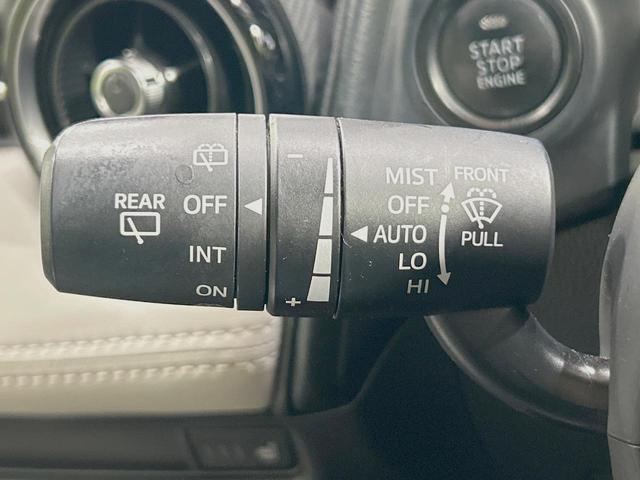 START
STOP
ENGINE
REAR
OFF
INT
ON
−
+
MIST
OFF
AUTO
LO
HI
FRONT
PULL